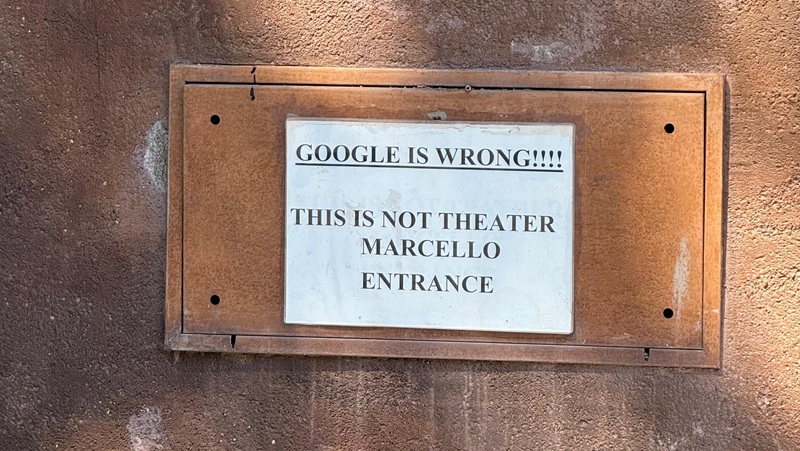 GOOGLE IS WRONG!!!!
THIS IS NOT THEATER
MARCELLO
ENTRANCE